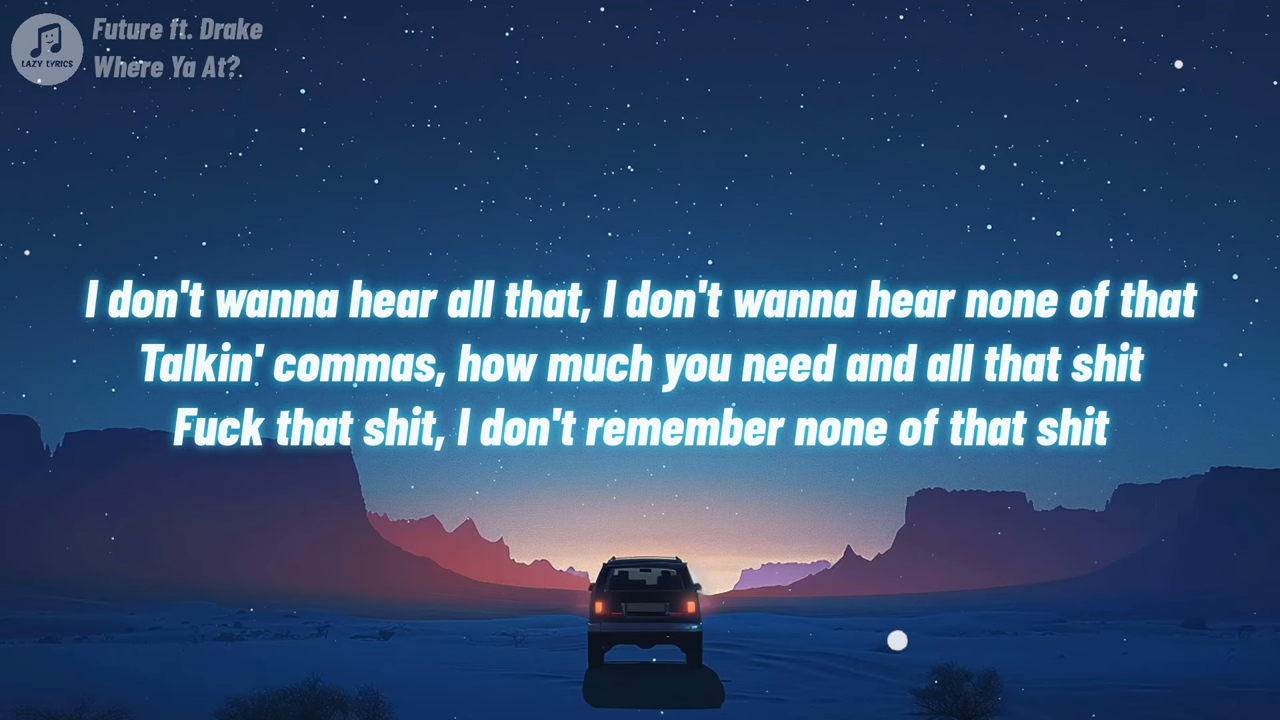 Future ft. Drake
Where Ya At?
LAZY LYRICS
I don't wanna hear all that, I don't wanna hear none of that
Talkin' commas, how much you need and all that shit
Fuck that shit, I don't remember none of that shit